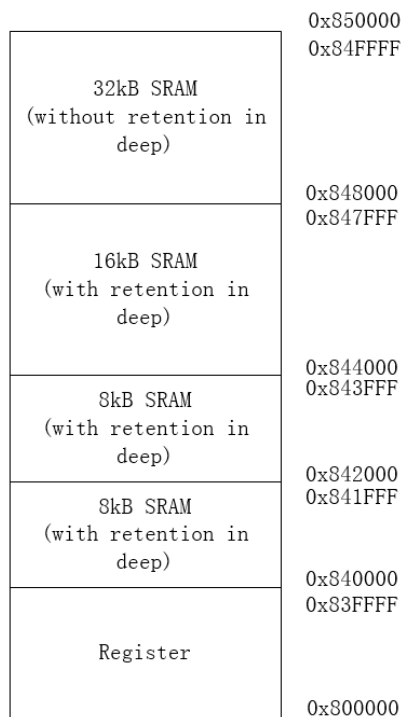 0x850000
0x84FFFF
32kB SRAM
(without retention in
deep)
0x848000
0x847FFF
16kB SRAM
(with retention in
deep)
0x844000
0x843FFF
8kB SRAM
(with retention in
deep)
0x842000
0x841FFF
8kB SRAM
(with retention in
deep)
0x840000
0x83FFFF
Register
0x800000